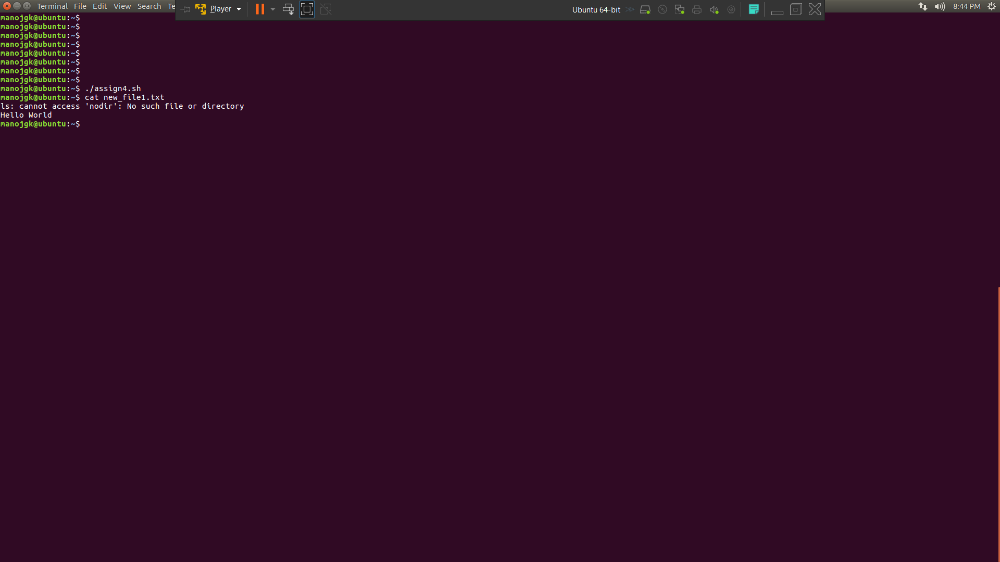 Terminal File Edit View Search Te
Player
Ubuntu 64-bit
8:44 PM
manojgk@ubuntu:~$
manojgk@ubuntu:~$
manojgk@ubuntu:~$
manojgk@ubuntu:~$
manojgk@ubuntu:~$
manojgk@ubuntu:~$
manojgk@ubuntu:~$
manojgk@ubuntu:~$
manojgk@ubuntu:~$ ./assign4.sh
manojgk@ubuntu:~$ cat new_file1.txt
ls: cannot access 'nodir': No such file or directory
Hello World
manojgk@ubuntu:~$